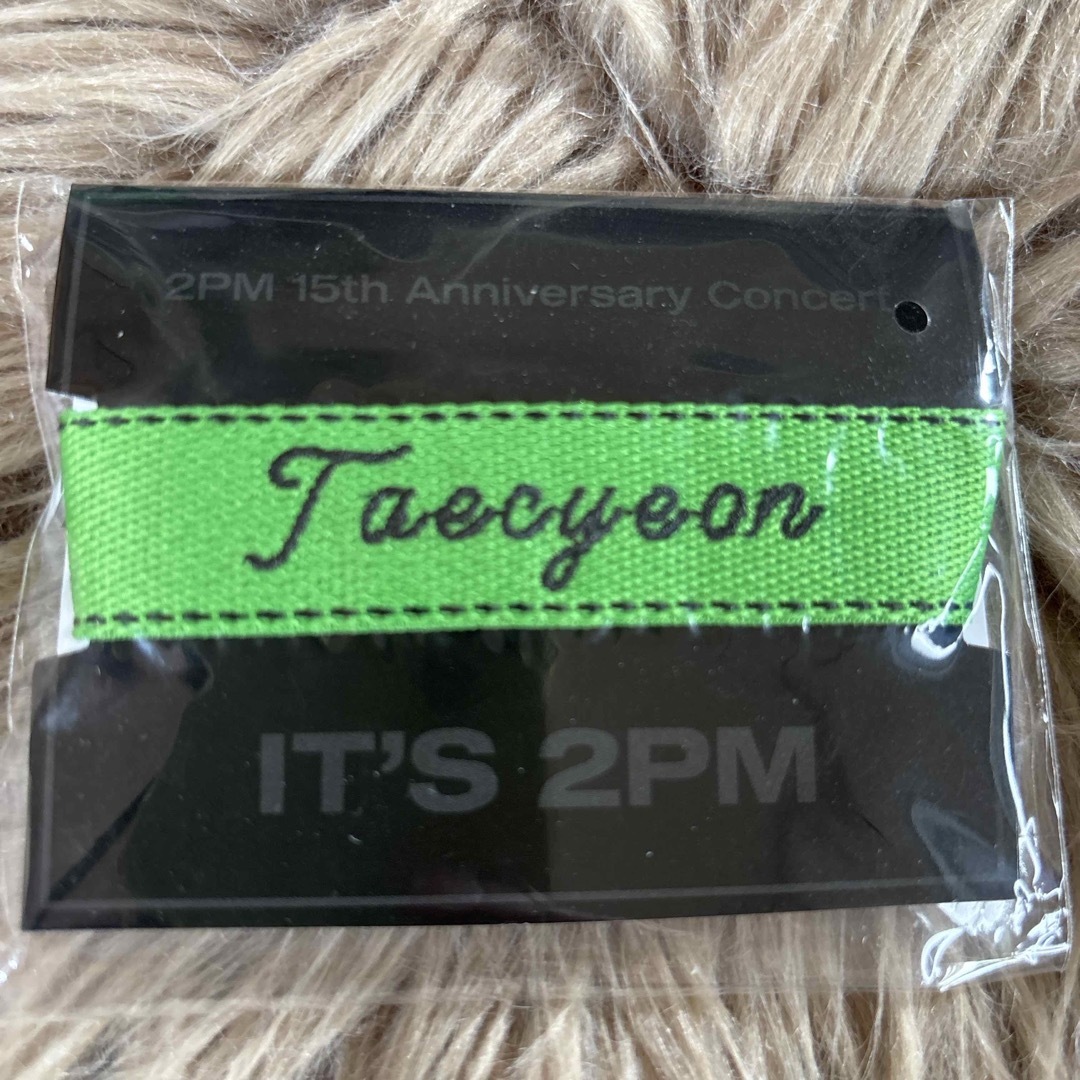 2PM 15th Anniversary Concert
Taecyeon
IT'S 2PM